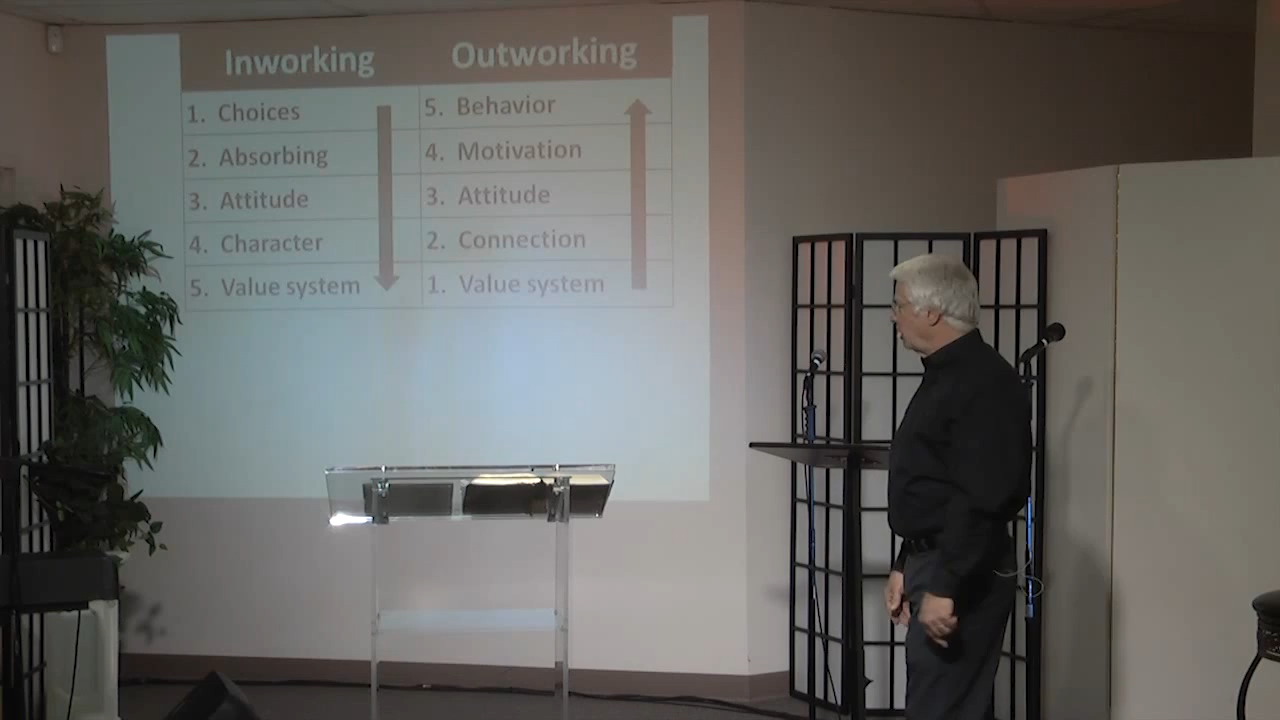 Inworking Outworking
1. Choices 5. Behavior
2. Absorbing 4. Motivation
3. Attitude 3. Attitude
4. Character 2. Connection
5. Value system 1. Value system